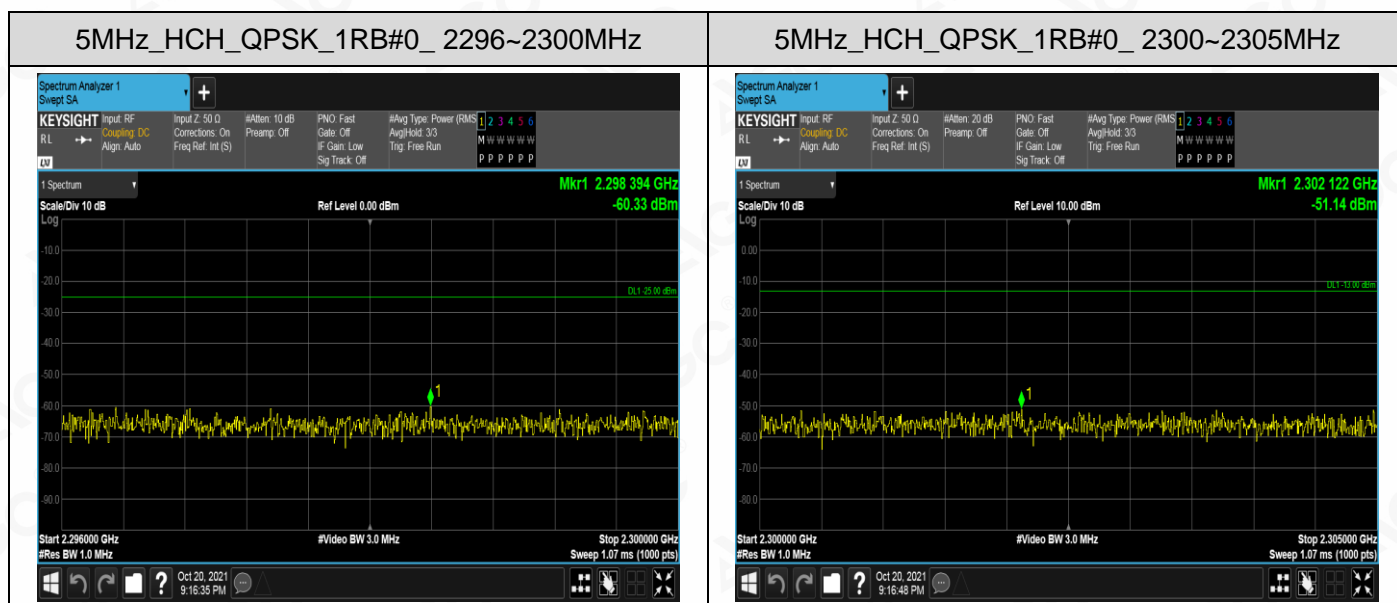 5MHz_HCH_QPSK_1RB#0_ 2296~2300MHz
Spectrum Analyzer 1
Swept SA
+
KEYSIGHT
RL
LXI
Input: RF
Coupling: DC
Align: Auto
Input Z: 50 Ω
Corrections: On
Freq Ref: Int (S)
#Atten: 10 dB
Preamp: Off
PNO: Fast
Gate: Off
IF Gain: Low
Sig Track: Off
#Avg Type: Power (RMS
Avg|Hold: 3/3
Trig: Free Run
1 2 3 4 5 6
M W W W W W
P P P P P P
1 Spectrum
Mkr1 2.298 394 GHz
Scale/Div 10 dB
Ref Level 0.00 dBm
-60.33 dBm
Log
-10.0
-20.0
DL1 -25.00 dBm
-30.0
-40.0
-50.0
1
-60.0
-70.0
-80.0
-90.0
Start 2.296000 GHz
#Video BW 3.0 MHz
Stop 2.300000 GHz
#Res BW 1.0 MHz
Sweep 1.07 ms (1000 pts)
?
Oct 20, 2021
9:16:35 PM
5MHz_HCH_QPSK_1RB#0_ 2300~2305MHz
Spectrum Analyzer 1
Swept SA
+
KEYSIGHT
RL
LXI
Input: RF
Coupling: DC
Align: Auto
Input Z: 50 Ω
Corrections: On
Freq Ref: Int (S)
#Atten: 20 dB
Preamp: Off
PNO: Fast
Gate: Off
IF Gain: Low
Sig Track: Off
#Avg Type: Power (RMS
Avg|Hold: 3/3
Trig: Free Run
1 2 3 4 5 6
M W W W W W
P P P P P P
1 Spectrum
Mkr1 2.302 122 GHz
Scale/Div 10 dB
Ref Level 10.00 dBm
-51.14 dBm
Log
0.00
-10.0
DL1 -13.00 dBm
-20.0
-30.0
-40.0
1
-50.0
-60.0
-70.0
-80.0
Start 2.300000 GHz
#Video BW 3.0 MHz
Stop 2.305000 GHz
#Res BW 1.0 MHz
Sweep 1.07 ms (1000 pts)
?
Oct 20, 2021
9:16:48 PM